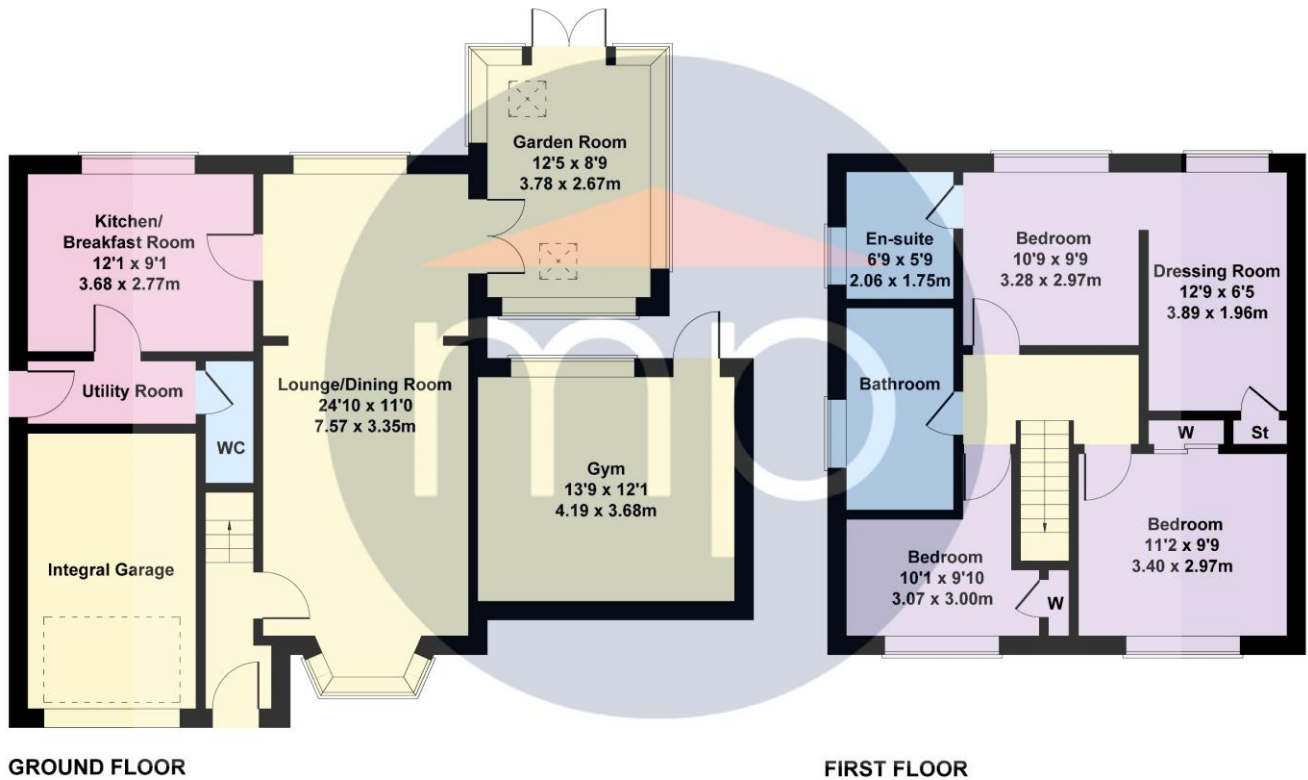 Garden Room
12'5 x 8'9
3.78 x 2.67m
Kitchen/
Breakfast Room
12'1 x 9'1
3.68 x 2.77m
Utility Room
WC
Lounge/Dining Room
24'10 x 11'0
7.57 x 3.35m
Gym
13'9 x 12'1
4.19 x 3.68m
Integral Garage
GROUND FLOOR
En-suite
6'9 x 5'9
2.06 x 1.75m
Bedroom
10'9 x 9'9
3.28 x 2.97m
Dressing Room
12'9 x 6'5
3.89 x 1.96m
Bathroom
W
St
Bedroom
11'2 x 9'9
3.40 x 2.97m
Bedroom
10'1 x 9'10
3.07 x 3.00m
W
FIRST FLOOR
mp